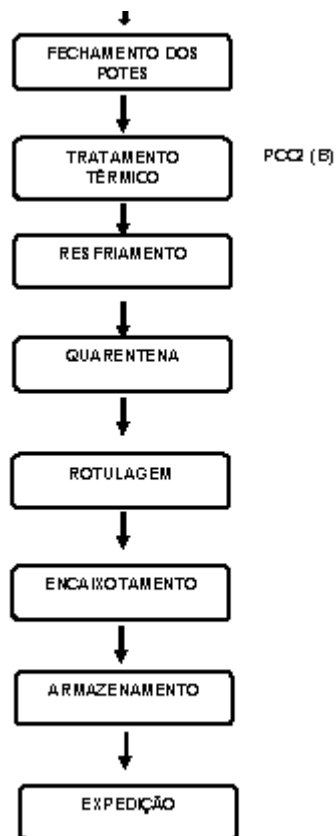 FECHAMENTO DOS
POTES
TRATAMENTO
TÉRMICO
PCC2 (B)
RESFRIAMENTO
QUARENTENA
ROTULAGEM
ENCAIXOTAMENTO
ARMAZENAMENTO
EXPEDIÇÃO